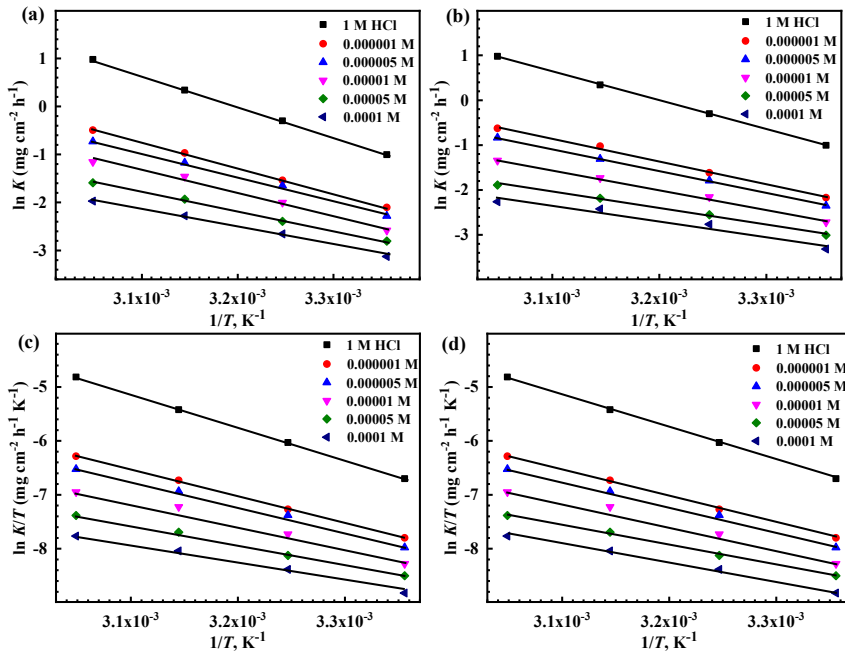 (a)
1 M HCl
0.000001 M
0.000005 M
0.00001 M
0.00005 M
0.0001 M
1
0
-1
-2
-3
ln K (mg cm⁻² h⁻¹)
3.1x10⁻³ 3.2x10⁻³ 3.3x10⁻³
1/T, K⁻¹
(b)
1 M HCl
0.000001 M
0.000005 M
0.00001 M
0.00005 M
0.0001 M
1
0
-1
-2
-3
ln K (mg cm⁻² h⁻¹)
3.1x10⁻³ 3.2x10⁻³ 3.3x10⁻³
1/T, K⁻¹
(c)
1 M HCl
0.000001 M
0.000005 M
0.00001 M
0.00005 M
0.0001 M
-5
-6
-7
-8
ln K/T (mg cm⁻² h⁻¹ K⁻¹)
3.1x10⁻³ 3.2x10⁻³ 3.3x10⁻³
1/T, K⁻¹
(d)
1 M HCl
0.000001 M
0.000005 M
0.00001 M
0.00005 M
0.0001 M
-5
-6
-7
-8
ln K/T (mg cm⁻² h⁻¹ K⁻¹)
3.1x10⁻³ 3.2x10⁻³ 3.3x10⁻³
1/T, K⁻¹